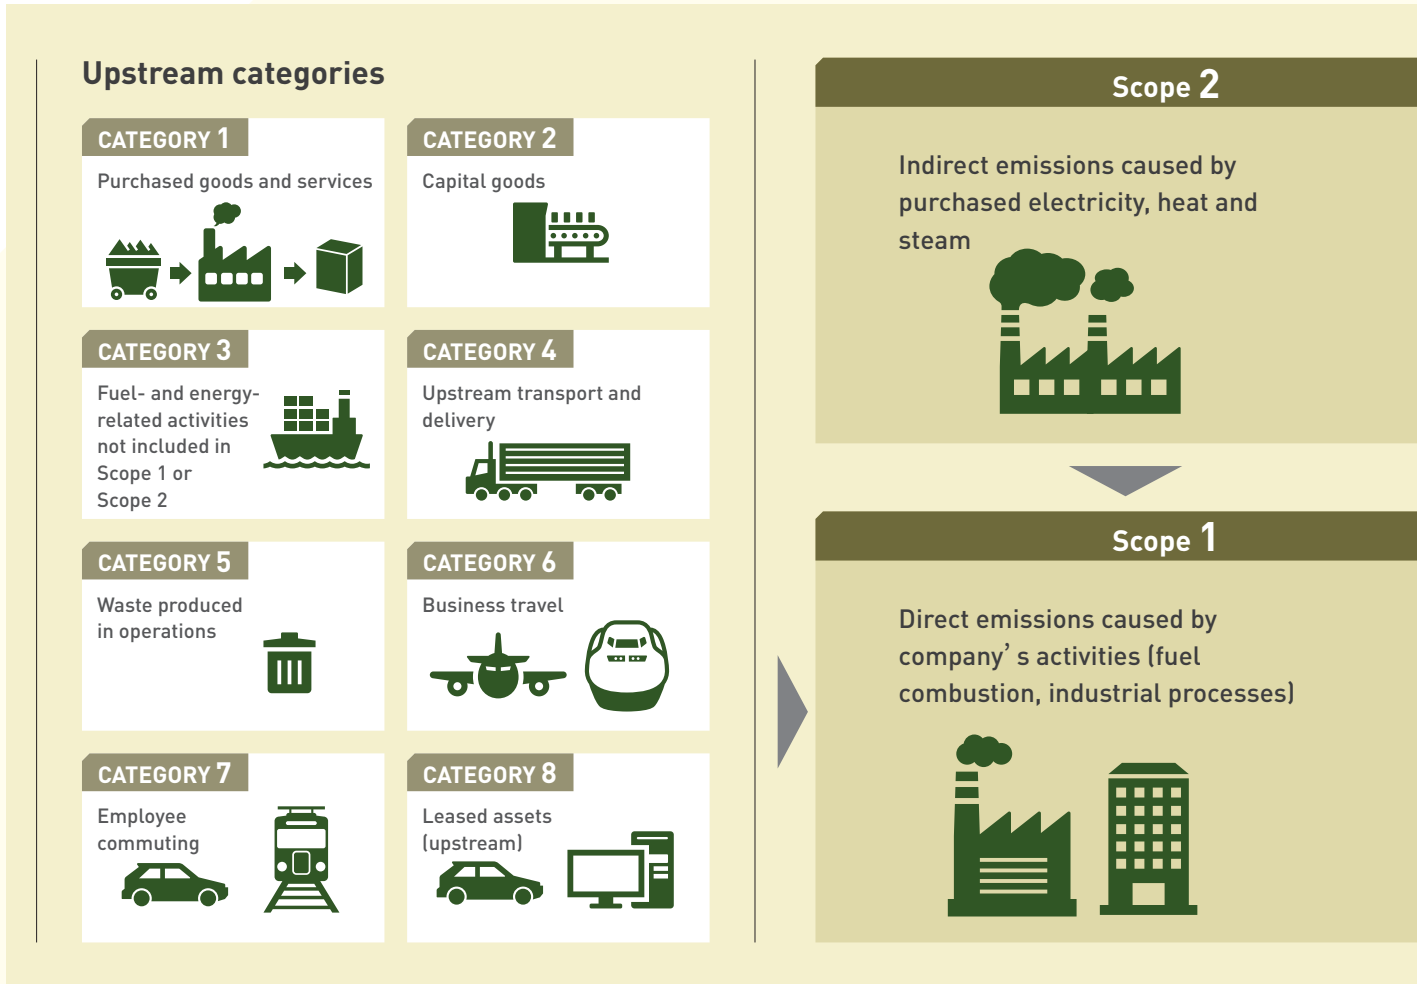 Upstream categories
CATEGORY 1
Purchased goods and services
CATEGORY 2
Capital goods
CATEGORY 3
Fuel- and energy-
related activities
not included in
Scope 1 or
Scope 2
CATEGORY 4
Upstream transport and
delivery
CATEGORY 5
Waste produced
in operations
CATEGORY 6
Business travel
CATEGORY 7
Employee
commuting
CATEGORY 8
Leased assets
(upstream)
Scope 2
Indirect emissions caused by
purchased electricity, heat and
steam
Scope 1
Direct emissions caused by
company’ s activities (fuel
combustion, industrial processes)